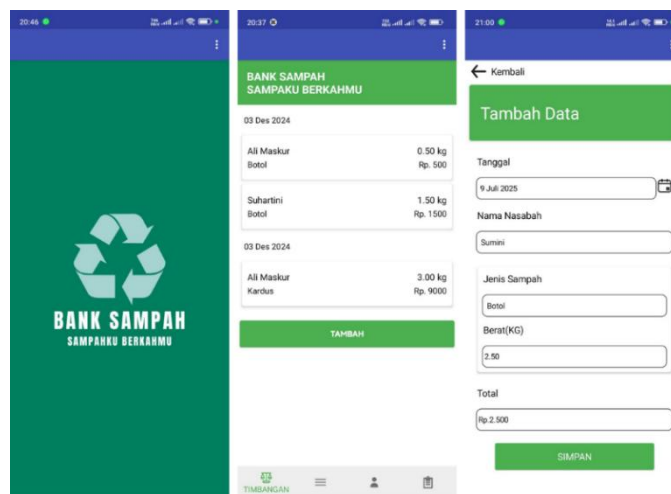 20:46
BANK SAMPAH
SAMPAHKU BERKAHMU
20:37
BANK SAMPAH
SAMPAKU BERKAHMU
03 Des 2024
Ali Maskur 0.50 kg
Botol Rp. 500
Suhartini 1.50 kg
Botol Rp. 1500
03 Des 2024
Ali Maskur 3.00 kg
Kardus Rp. 9000
TAMBAH
TIMBANGAN
21:00
Kembali
Tambah Data
Tanggal
9 Juli 2025
Nama Nasabah
Sumini
Jenis Sampah
Botol
Berat(KG)
2.50
Total
Rp.2.500
SIMPAN